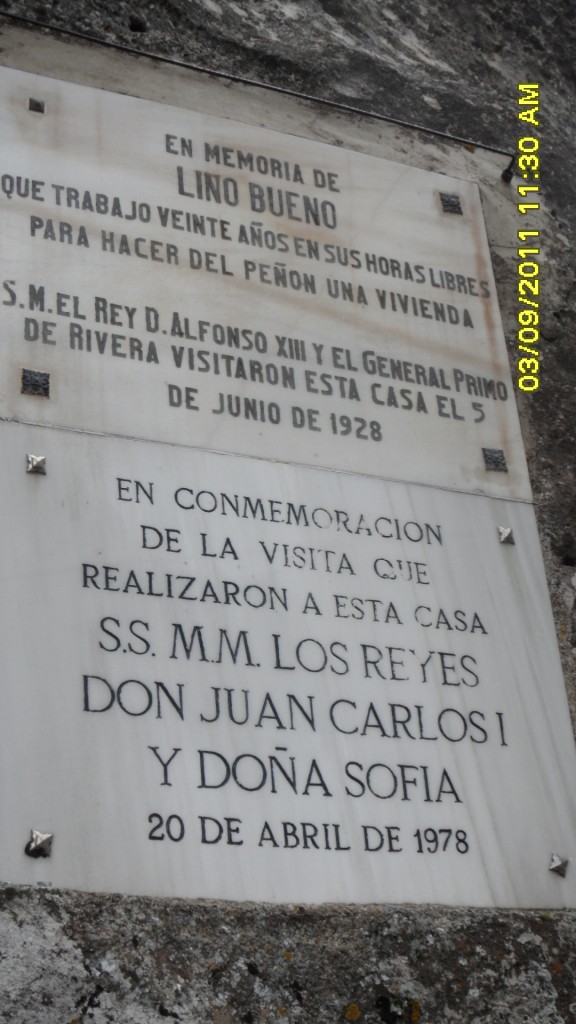 EN MEMORIA DE
LINO BUENO
QUE TRABAJO VEINTE AÑOS EN SUS HORAS LIBRES
PARA HACER DEL PEÑON UNA VIVIENDA
S.M. EL REY D. ALFONSO XIII Y EL GENERAL PRIMO
DE RIVERA VISITARON ESTA CASA EL 5
DE JUNIO DE 1928
EN CONMEMORACION
DE LA VISITA QUE
REALIZARON A ESTA CASA
S.S. M.M. LOS REYES
DON JUAN CARLOS I
Y DOÑA SOFIA
20 DE ABRIL DE 1978
03/09/2011 11:30 AM